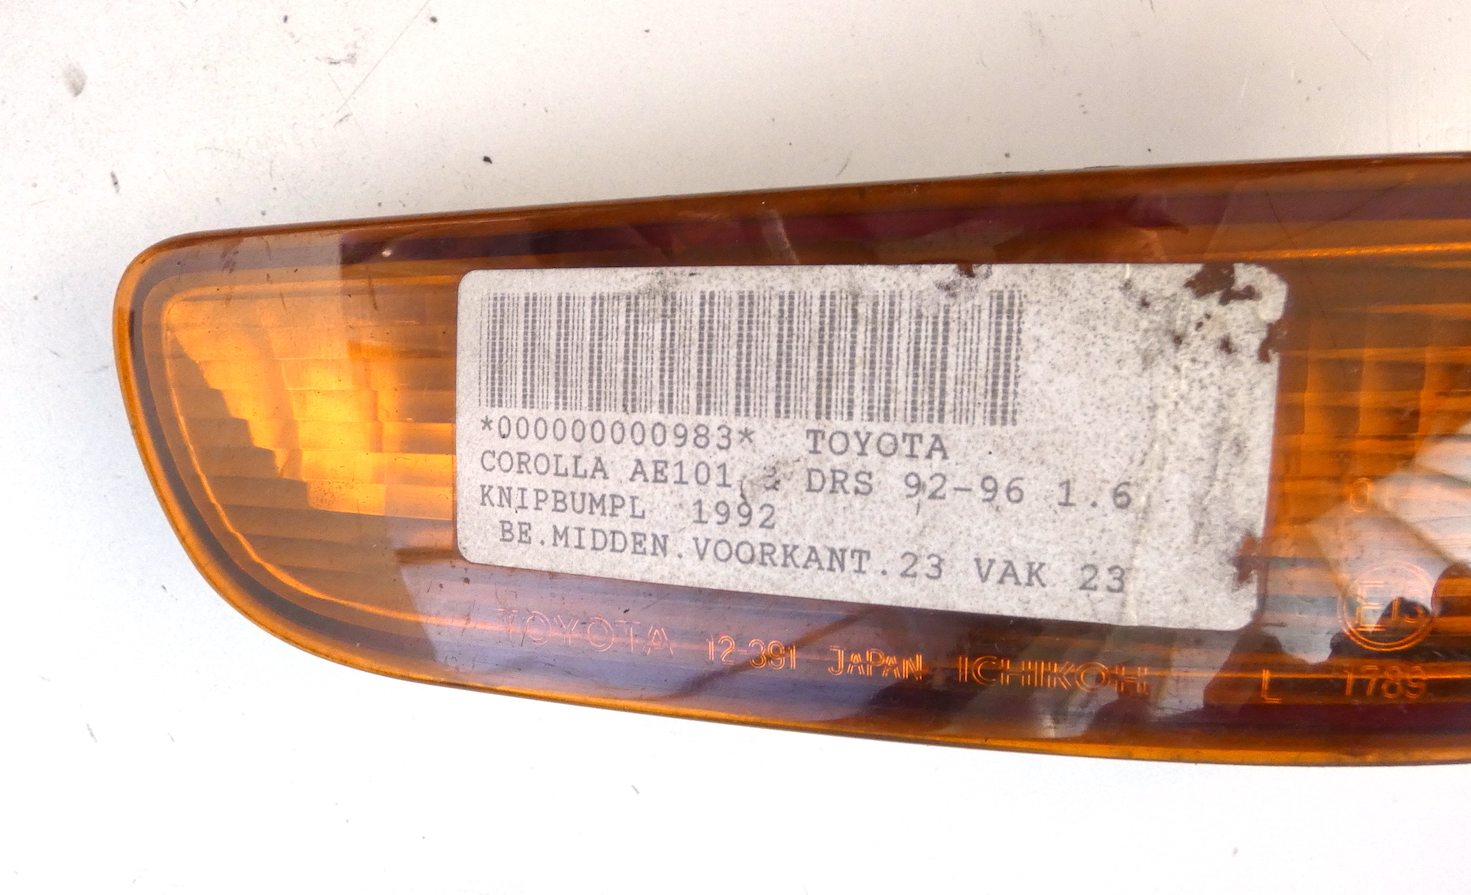 *000000000983* TOYOTA
COROLLA AE101, DRS 92-96 1.6
KNIPBUMPL 1992
BE.MIDDEN.VOORKANT.23 VAK 23
TOYOTA 12-391 JAPAN ICHIKOH L 1789